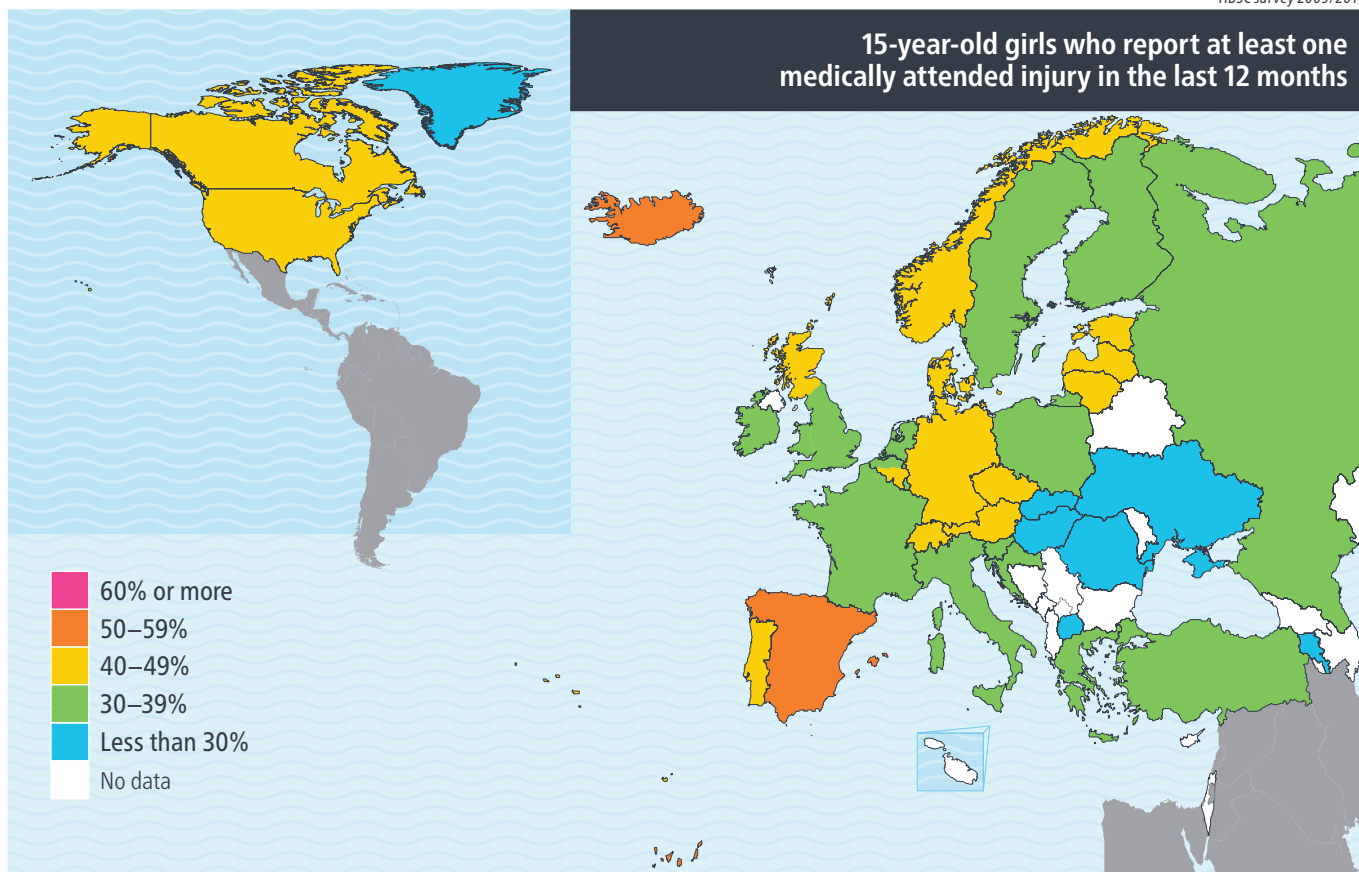 15-year-old girls who report at least one
medically attended injury in the last 12 months
60% or more
50–59%
40–49%
30–39%
Less than 30%
No data